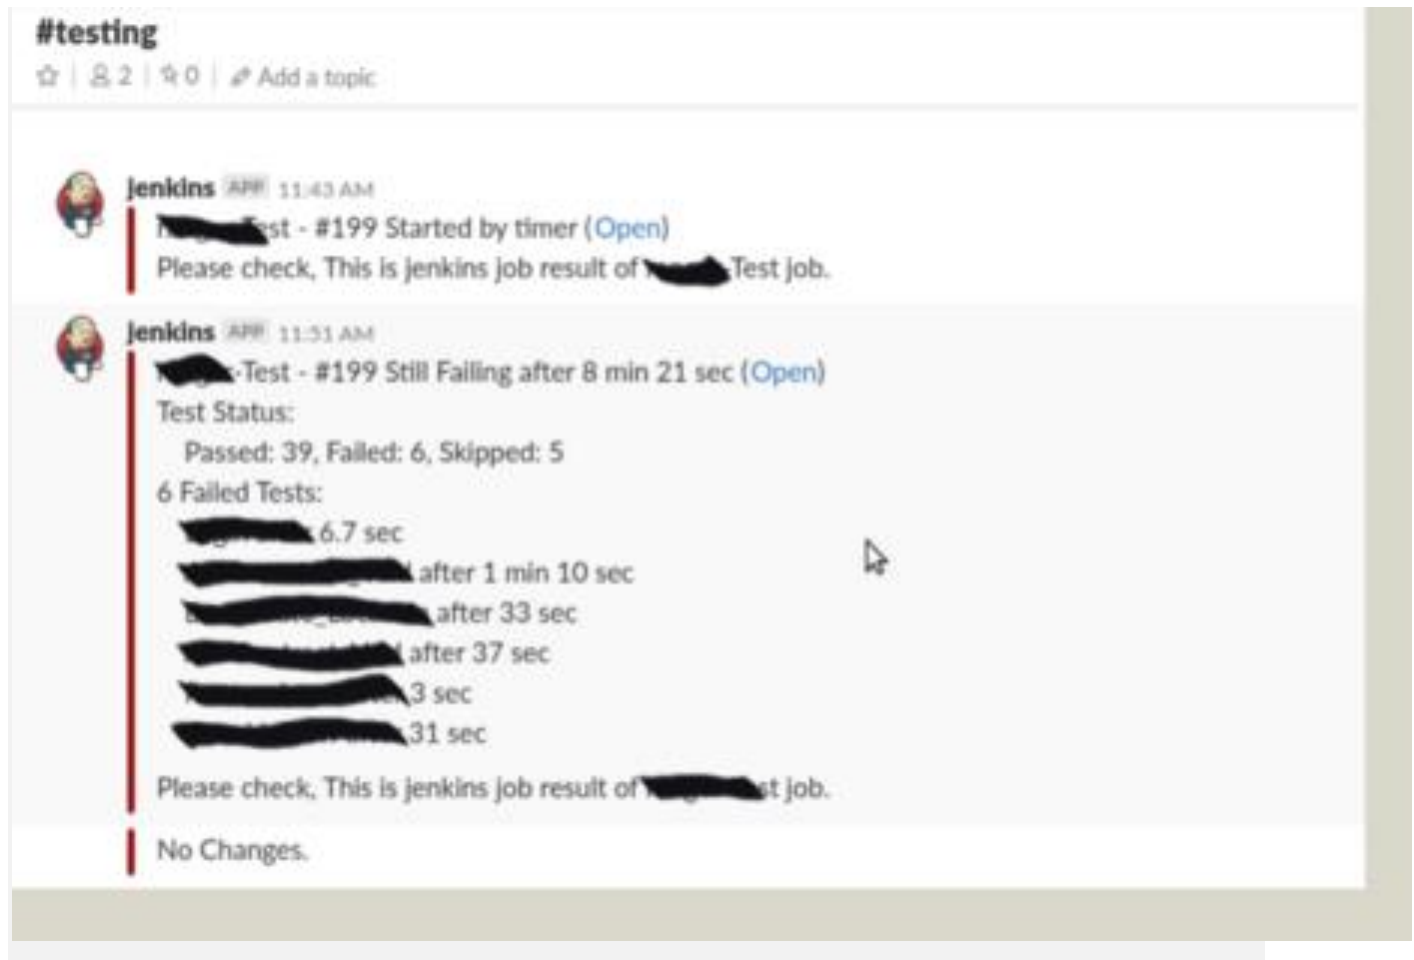 #testing
2 | 0 | Add a topic
Jenkins APP 11:43 AM
- #199 Started by timer (Open)
Please check, This is jenkins job result of Test job.
Jenkins APP 11:51 AM
-Test - #199 Still Failing after 8 min 21 sec (Open)
Test Status:
Passed: 39, Failed: 6, Skipped: 5
6 Failed Tests:
6.7 sec
after 1 min 10 sec
after 33 sec
after 37 sec
3 sec
31 sec
Please check, This is jenkins job result of job.
No Changes.